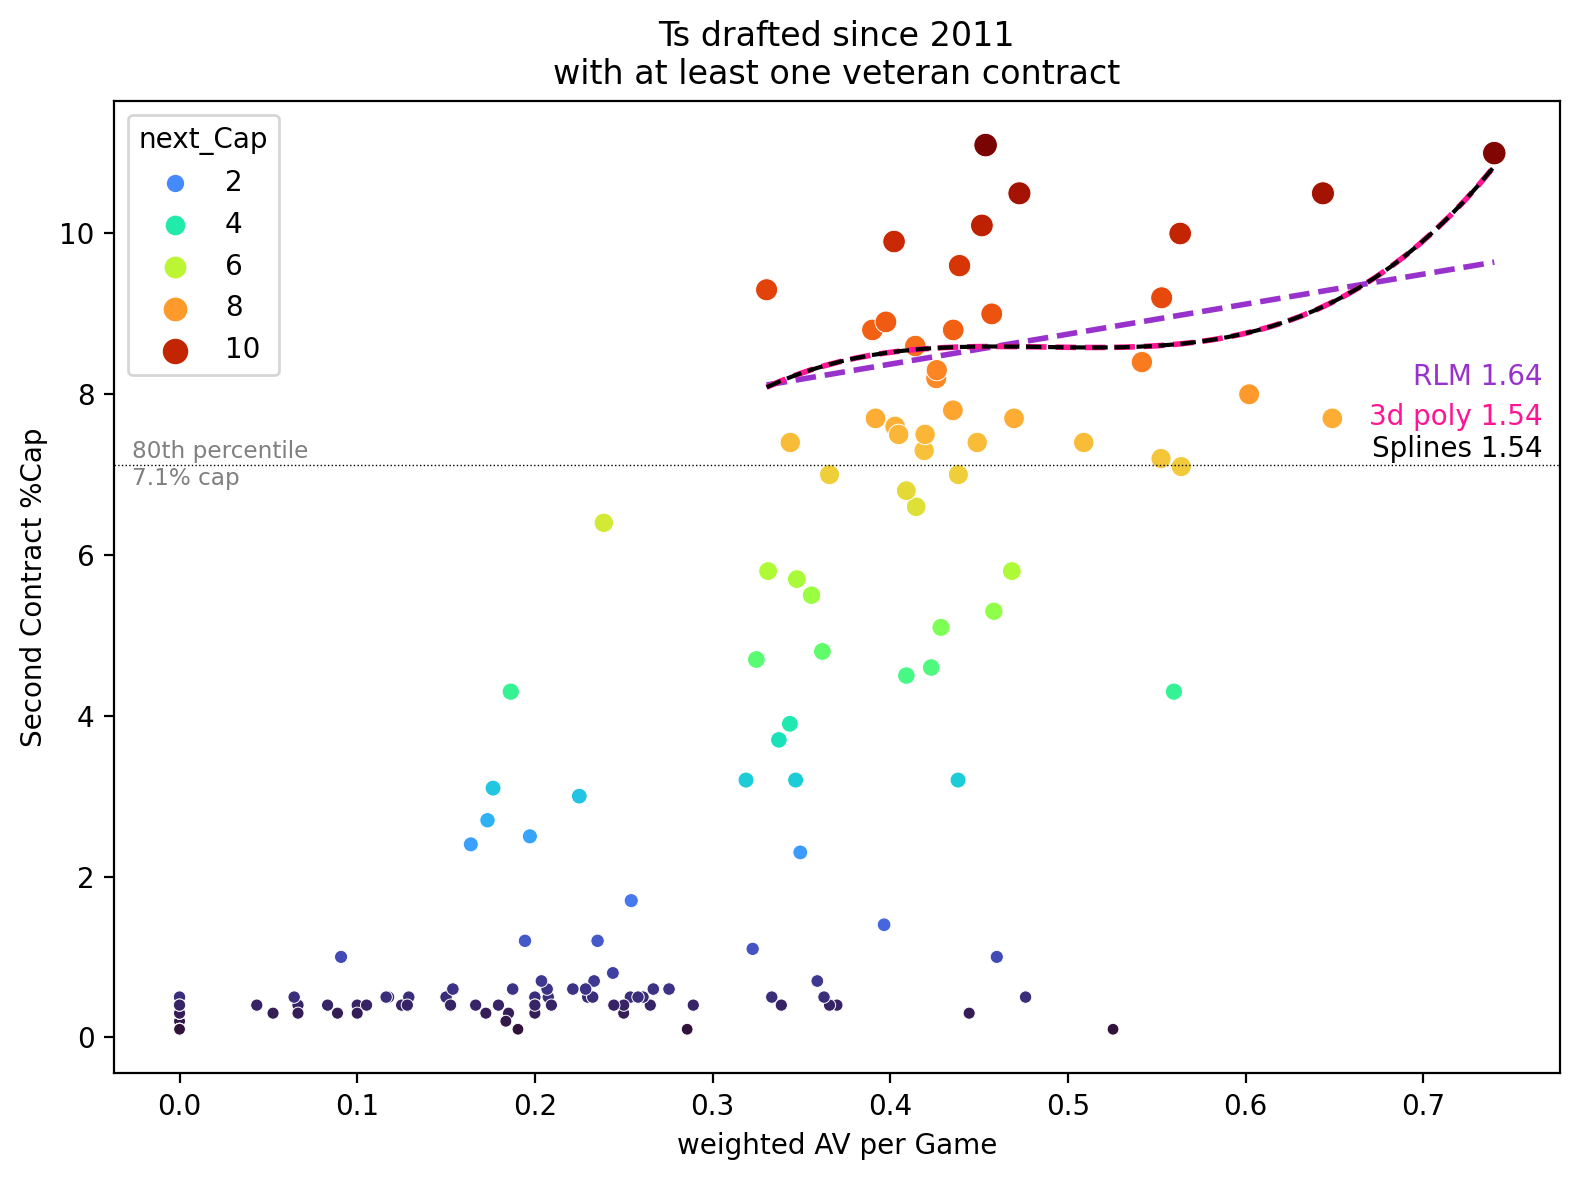 Ts drafted since 2011
with at least one veteran contract
next_Cap
2
4
6
8
10
10
8
6
4
2
0
Second Contract %Cap
80th percentile
7.1% cap
RLM 1.64
3d poly 1.54
Splines 1.54
0.0 0.1 0.2 0.3 0.4 0.5 0.6 0.7
weighted AV per Game